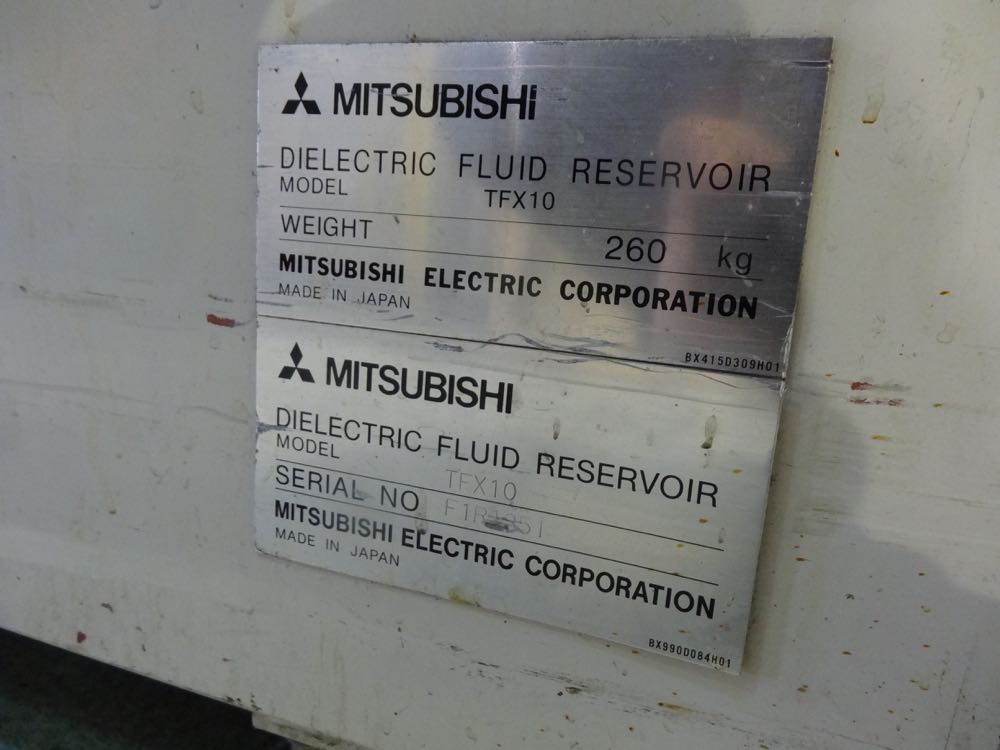 MITSUBISHI
DIELECTRIC FLUID RESERVOIR
MODEL TFX10
WEIGHT 260 kg
MITSUBISHI ELECTRIC CORPORATION
MADE IN JAPAN
BX415D309H01
MITSUBISHI
DIELECTRIC FLUID RESERVOIR
MODEL TFX10
SERIAL NO
MITSUBISHI ELECTRIC CORPORATION
MADE IN JAPAN
BX990D084H01